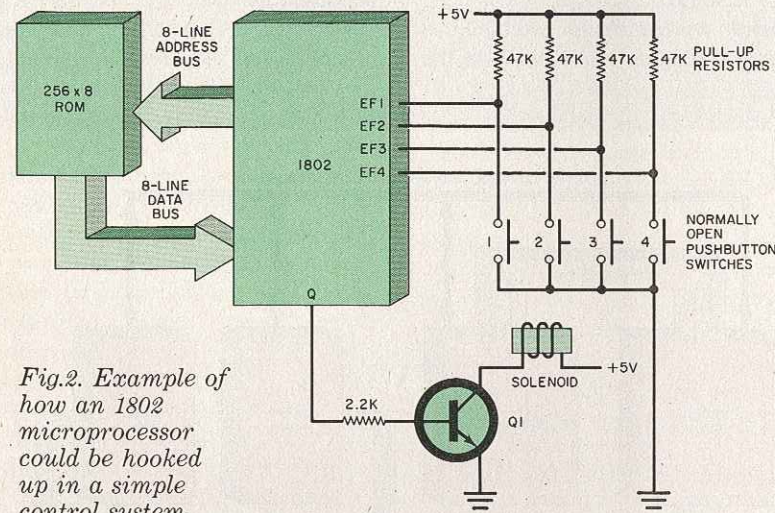 8-LINE
ADDRESS
BUS
256 x 8
ROM
8-LINE
DATA
BUS
1802
EF1
EF2
EF3
EF4
Q
+5V
47K
47K
47K
47K
PULL-UP
RESISTORS
1
2
3
4
NORMALLY
OPEN
PUSHBUTTON
SWITCHES
SOLENOID
+5V
2.2K
Q1
Fig.2. Example of
how an 1802
microprocessor
could be hooked
up in a simple
control system